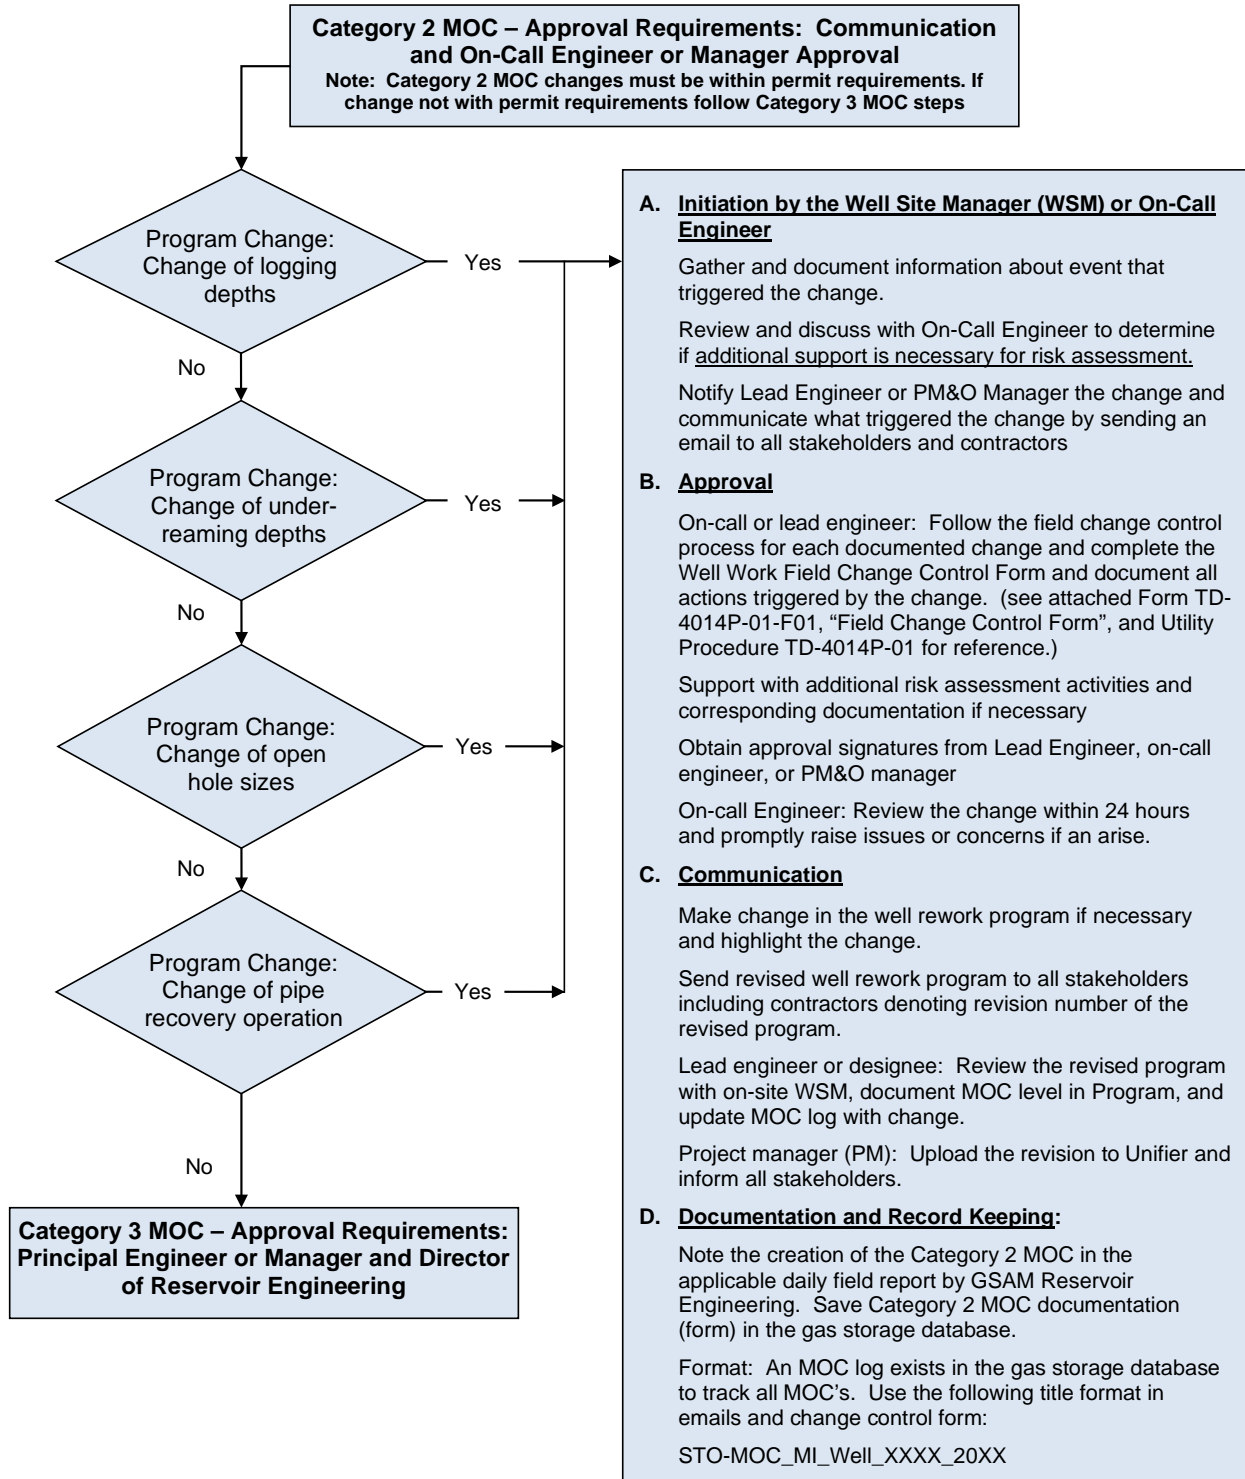 Category 2 MOC – Approval Requirements: Communication
and On-Call Engineer or Manager Approval
Note: Category 2 MOC changes must be within permit requirements. If
change not with permit requirements follow Category 3 MOC steps
Program Change:
Change of logging
depths
Yes
No
Program Change:
Change of under-
reaming depths
Yes
No
Program Change:
Change of open
hole sizes
Yes
No
Program Change:
Change of pipe
recovery operation
Yes
No
Category 3 MOC – Approval Requirements:
Principal Engineer or Manager and Director
of Reservoir Engineering
A. Initiation by the Well Site Manager (WSM) or On-Call
Engineer
Gather and document information about event that
triggered the change.
Review and discuss with On-Call Engineer to determine
if additional support is necessary for risk assessment.
Notify Lead Engineer or PM&O Manager the change and
communicate what triggered the change by sending an
email to all stakeholders and contractors
B. Approval
On-call or lead engineer: Follow the field change control
process for each documented change and complete the
Well Work Field Change Control Form and document all
actions triggered by the change. (see attached Form TD-
4014P-01-F01, “Field Change Control Form”, and Utility
Procedure TD-4014P-01 for reference.)
Support with additional risk assessment activities and
corresponding documentation if necessary
Obtain approval signatures from Lead Engineer, on-call
engineer, or PM&O manager
On-call Engineer: Review the change within 24 hours
and promptly raise issues or concerns if an arise.
C. Communication
Make change in the well rework program if necessary
and highlight the change.
Send revised well rework program to all stakeholders
including contractors denoting revision number of the
revised program.
Lead engineer or designee: Review the revised program
with on-site WSM, document MOC level in Program, and
update MOC log with change.
Project manager (PM): Upload the revision to Unifier and
inform all stakeholders.
D. Documentation and Record Keeping:
Note the creation of the Category 2 MOC in the
applicable daily field report by GSAM Reservoir
Engineering. Save Category 2 MOC documentation
(form) in the gas storage database.
Format: An MOC log exists in the gas storage database
to track all MOC’s. Use the following title format in
emails and change control form:
STO-MOC_MI_Well_XXXX_20XX